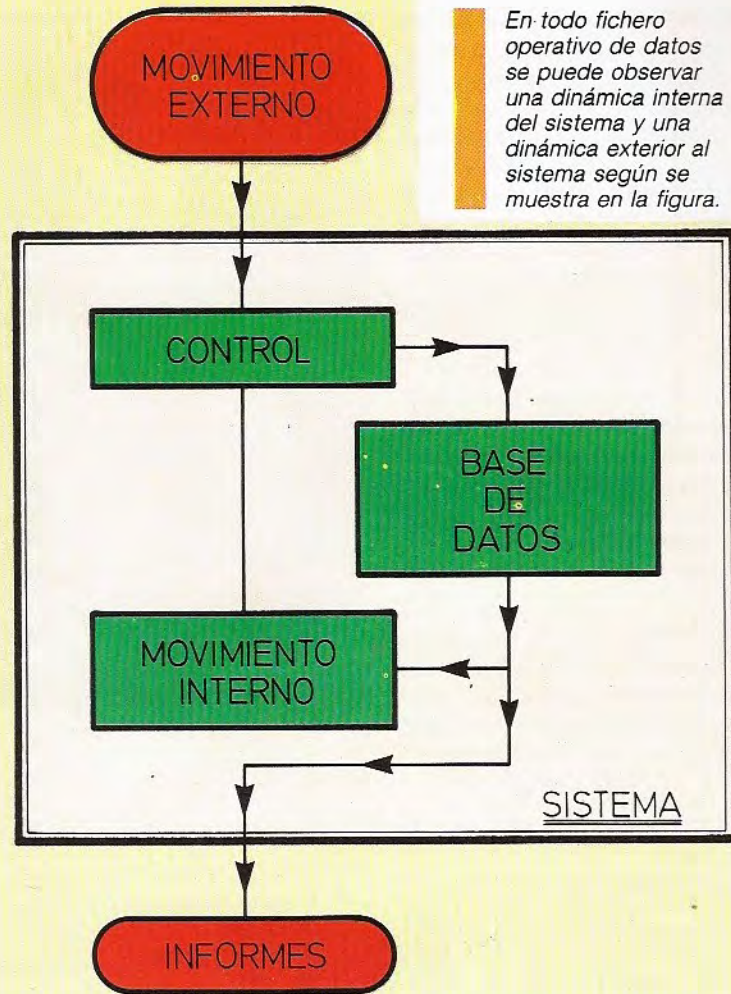 MOVIMIENTO
EXTERNO
En todo fichero
operativo de datos
se puede observar
una dinámica interna
del sistema y una
dinámica exterior al
sistema según se
muestra en la figura.
CONTROL
BASE
DE
DATOS
MOVIMIENTO
INTERNO
SISTEMA
INFORMES